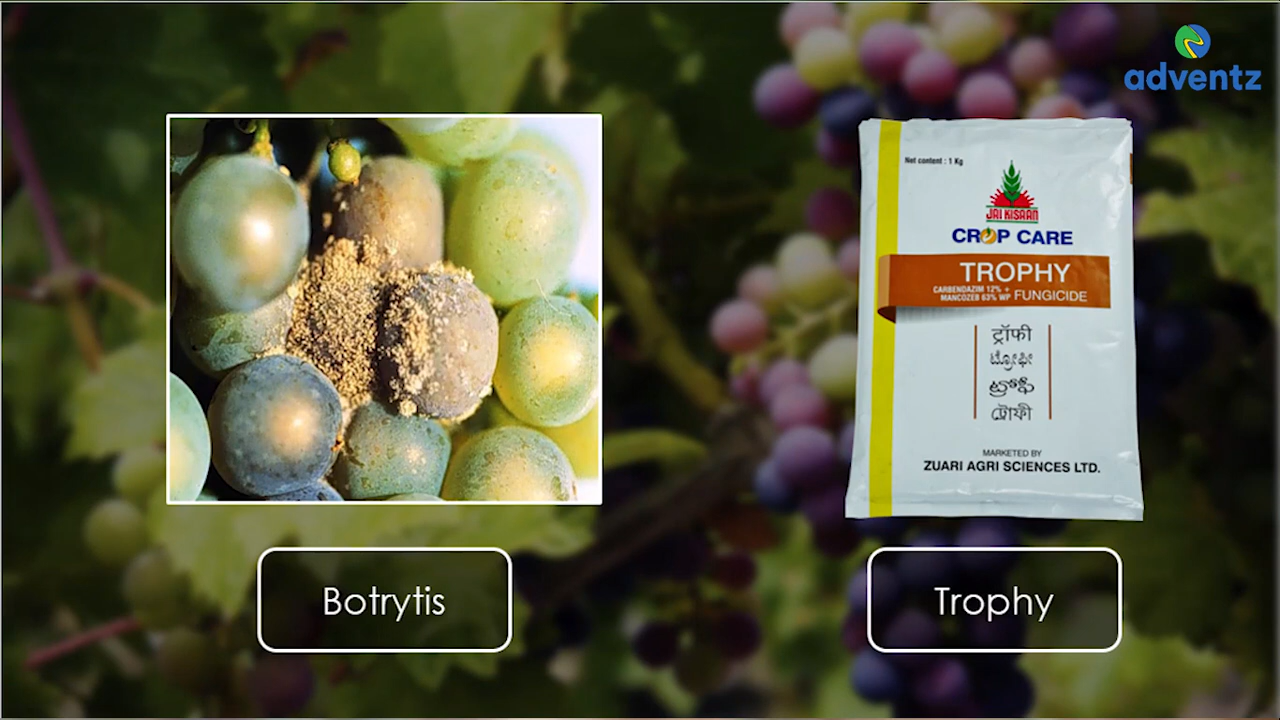 adventz
Net content : 1 Kg
JAI KISAAN
CROP CARE
TROPHY
CARBENDAZIM 12% +
MANCOZEB 63% WP FUNGICIDE
ट्रॉफी
ట్రోఫీ
ਟ੍ਰੌਫੀ
MARKETED BY
ZUARI AGRI SCIENCES LTD.
Botrytis
Trophy